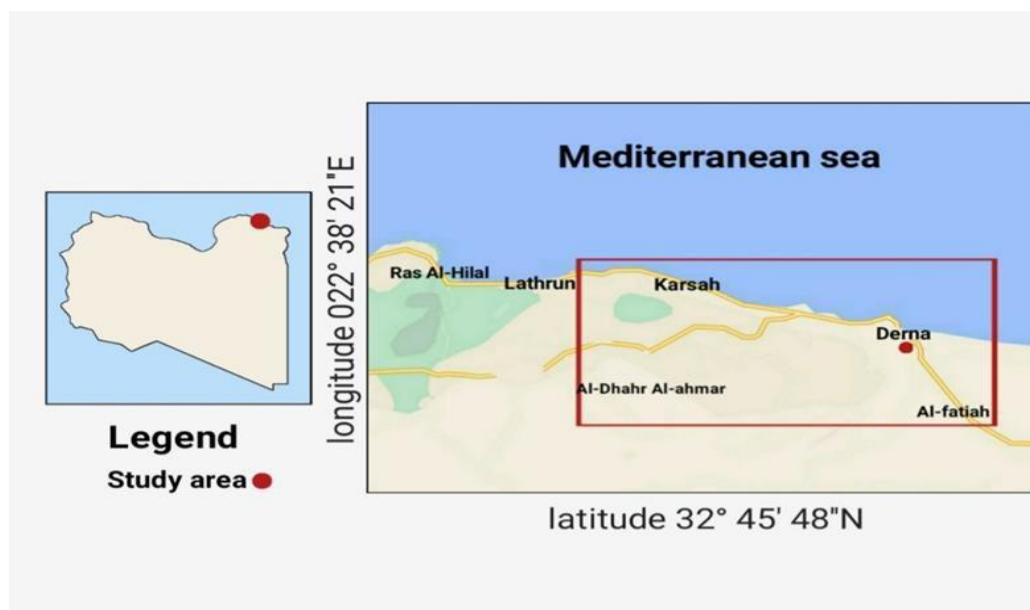 Mediterranean sea
longitude 022° 38' 21"E
Ras Al-Hilal
Lathrun
Karsah
Derna
Al-Dhahr Al-ahmar
Al-fatiah
Legend
Study area
latitude 32° 45' 48"N